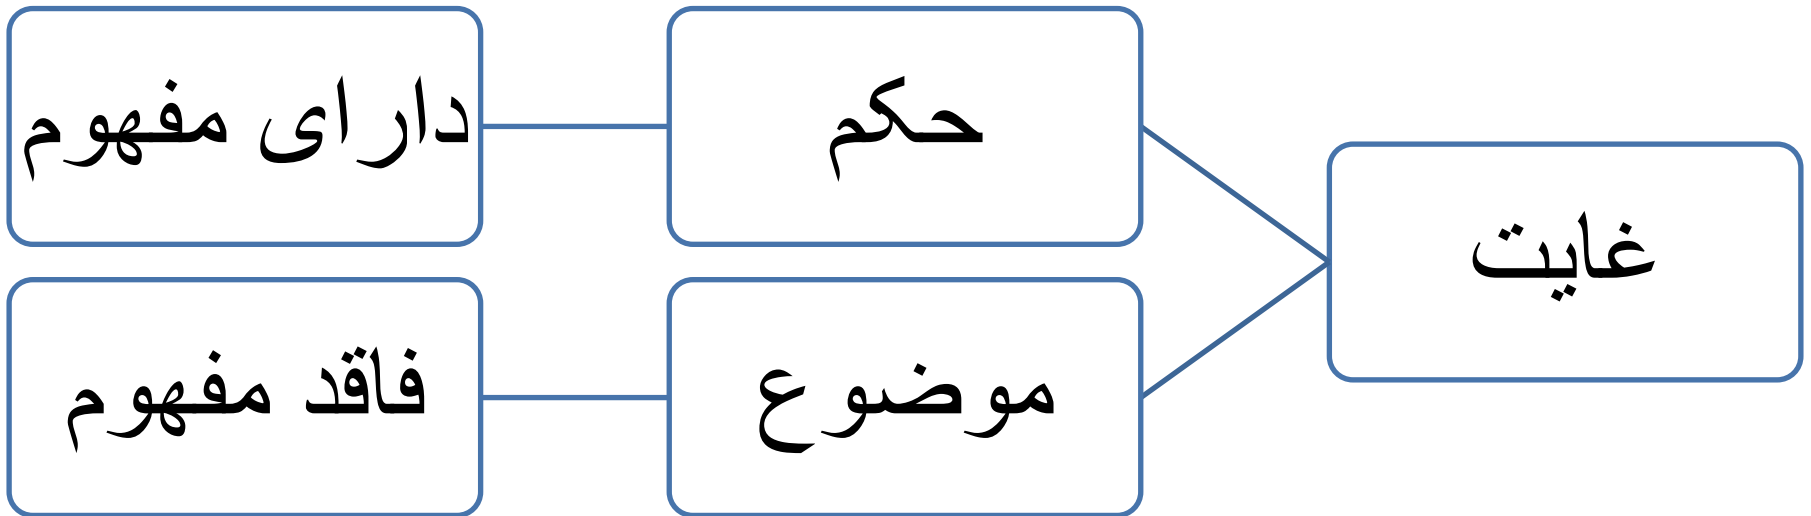 غایت
حکم
دارای مفهوم
موضوع
فاقد مفهوم